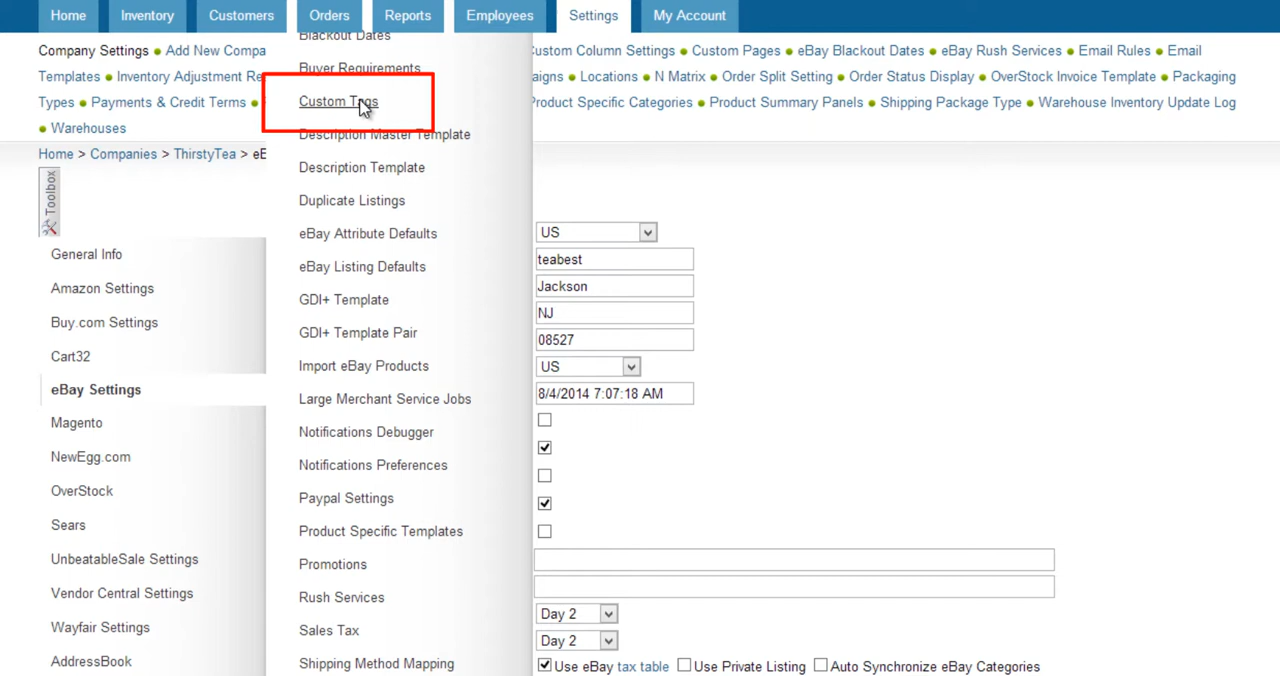 Home Inventory Customers Orders Reports Employees Settings My Account
Company Settings • Add New Compa
ustom Column Settings • Custom Pages • eBay Blackout Dates • eBay Rush Services • Email Rules • Email
Templates • Inventory Adjustment Re
aigns • Locations • N Matrix • Order Split Setting • Order Status Display • OverStock Invoice Template • Packaging
Types • Payments & Credit Terms •
Product Specific Categories • Product Summary Panels • Shipping Package Type • Warehouse Inventory Update Log
• Warehouses
Home > Companies > ThirstyTea > eE
Toolbox
General Info
Amazon Settings
Buy.com Settings
Cart32
eBay Settings
Magento
NewEgg.com
OverStock
Sears
UnbeatableSale Settings
Vendor Central Settings
Wayfair Settings
AddressBook
Blackout Dates
Buyer Requirements
Custom Tags
Description Master Template
Description Template
Duplicate Listings
eBay Attribute Defaults
eBay Listing Defaults
GDI+ Template
GDI+ Template Pair
Import eBay Products
Large Merchant Service Jobs
Notifications Debugger
Notifications Preferences
Paypal Settings
Product Specific Templates
Promotions
Rush Services
Sales Tax
Shipping Method Mapping
US
teabest
Jackson
NJ
08527
US
8/4/2014 7:07:18 AM
Day 2
Day 2
Use eBay tax table Use Private Listing Auto Synchronize eBay Categories